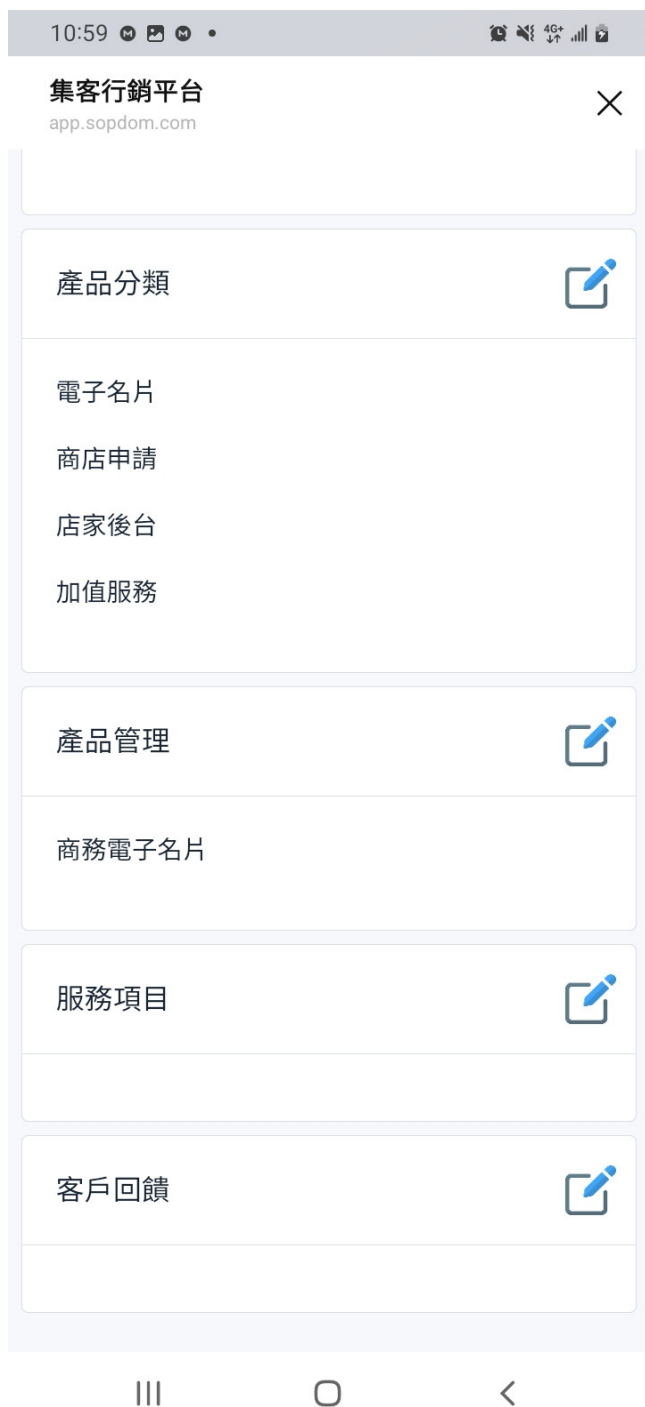 10:59
4G+
集客行銷平台
app.sopdom.com
產品分類
電子名片
商店申請
店家後台
加值服務
產品管理
商務電子名片
服務項目
客戶回饋